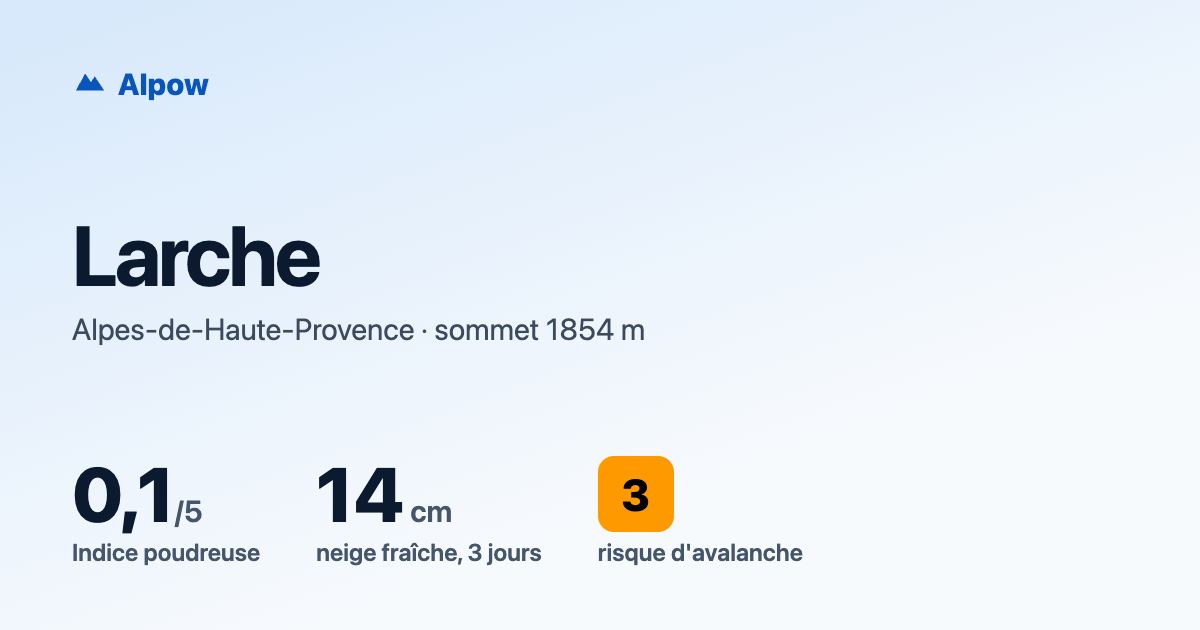 Alpow
Larche
Alpes-de-Haute-Provence · sommet 1854 m
0,1/5 14 cm 3
Indice poudreuse neige fraîche, 3 jours risque d'avalanche